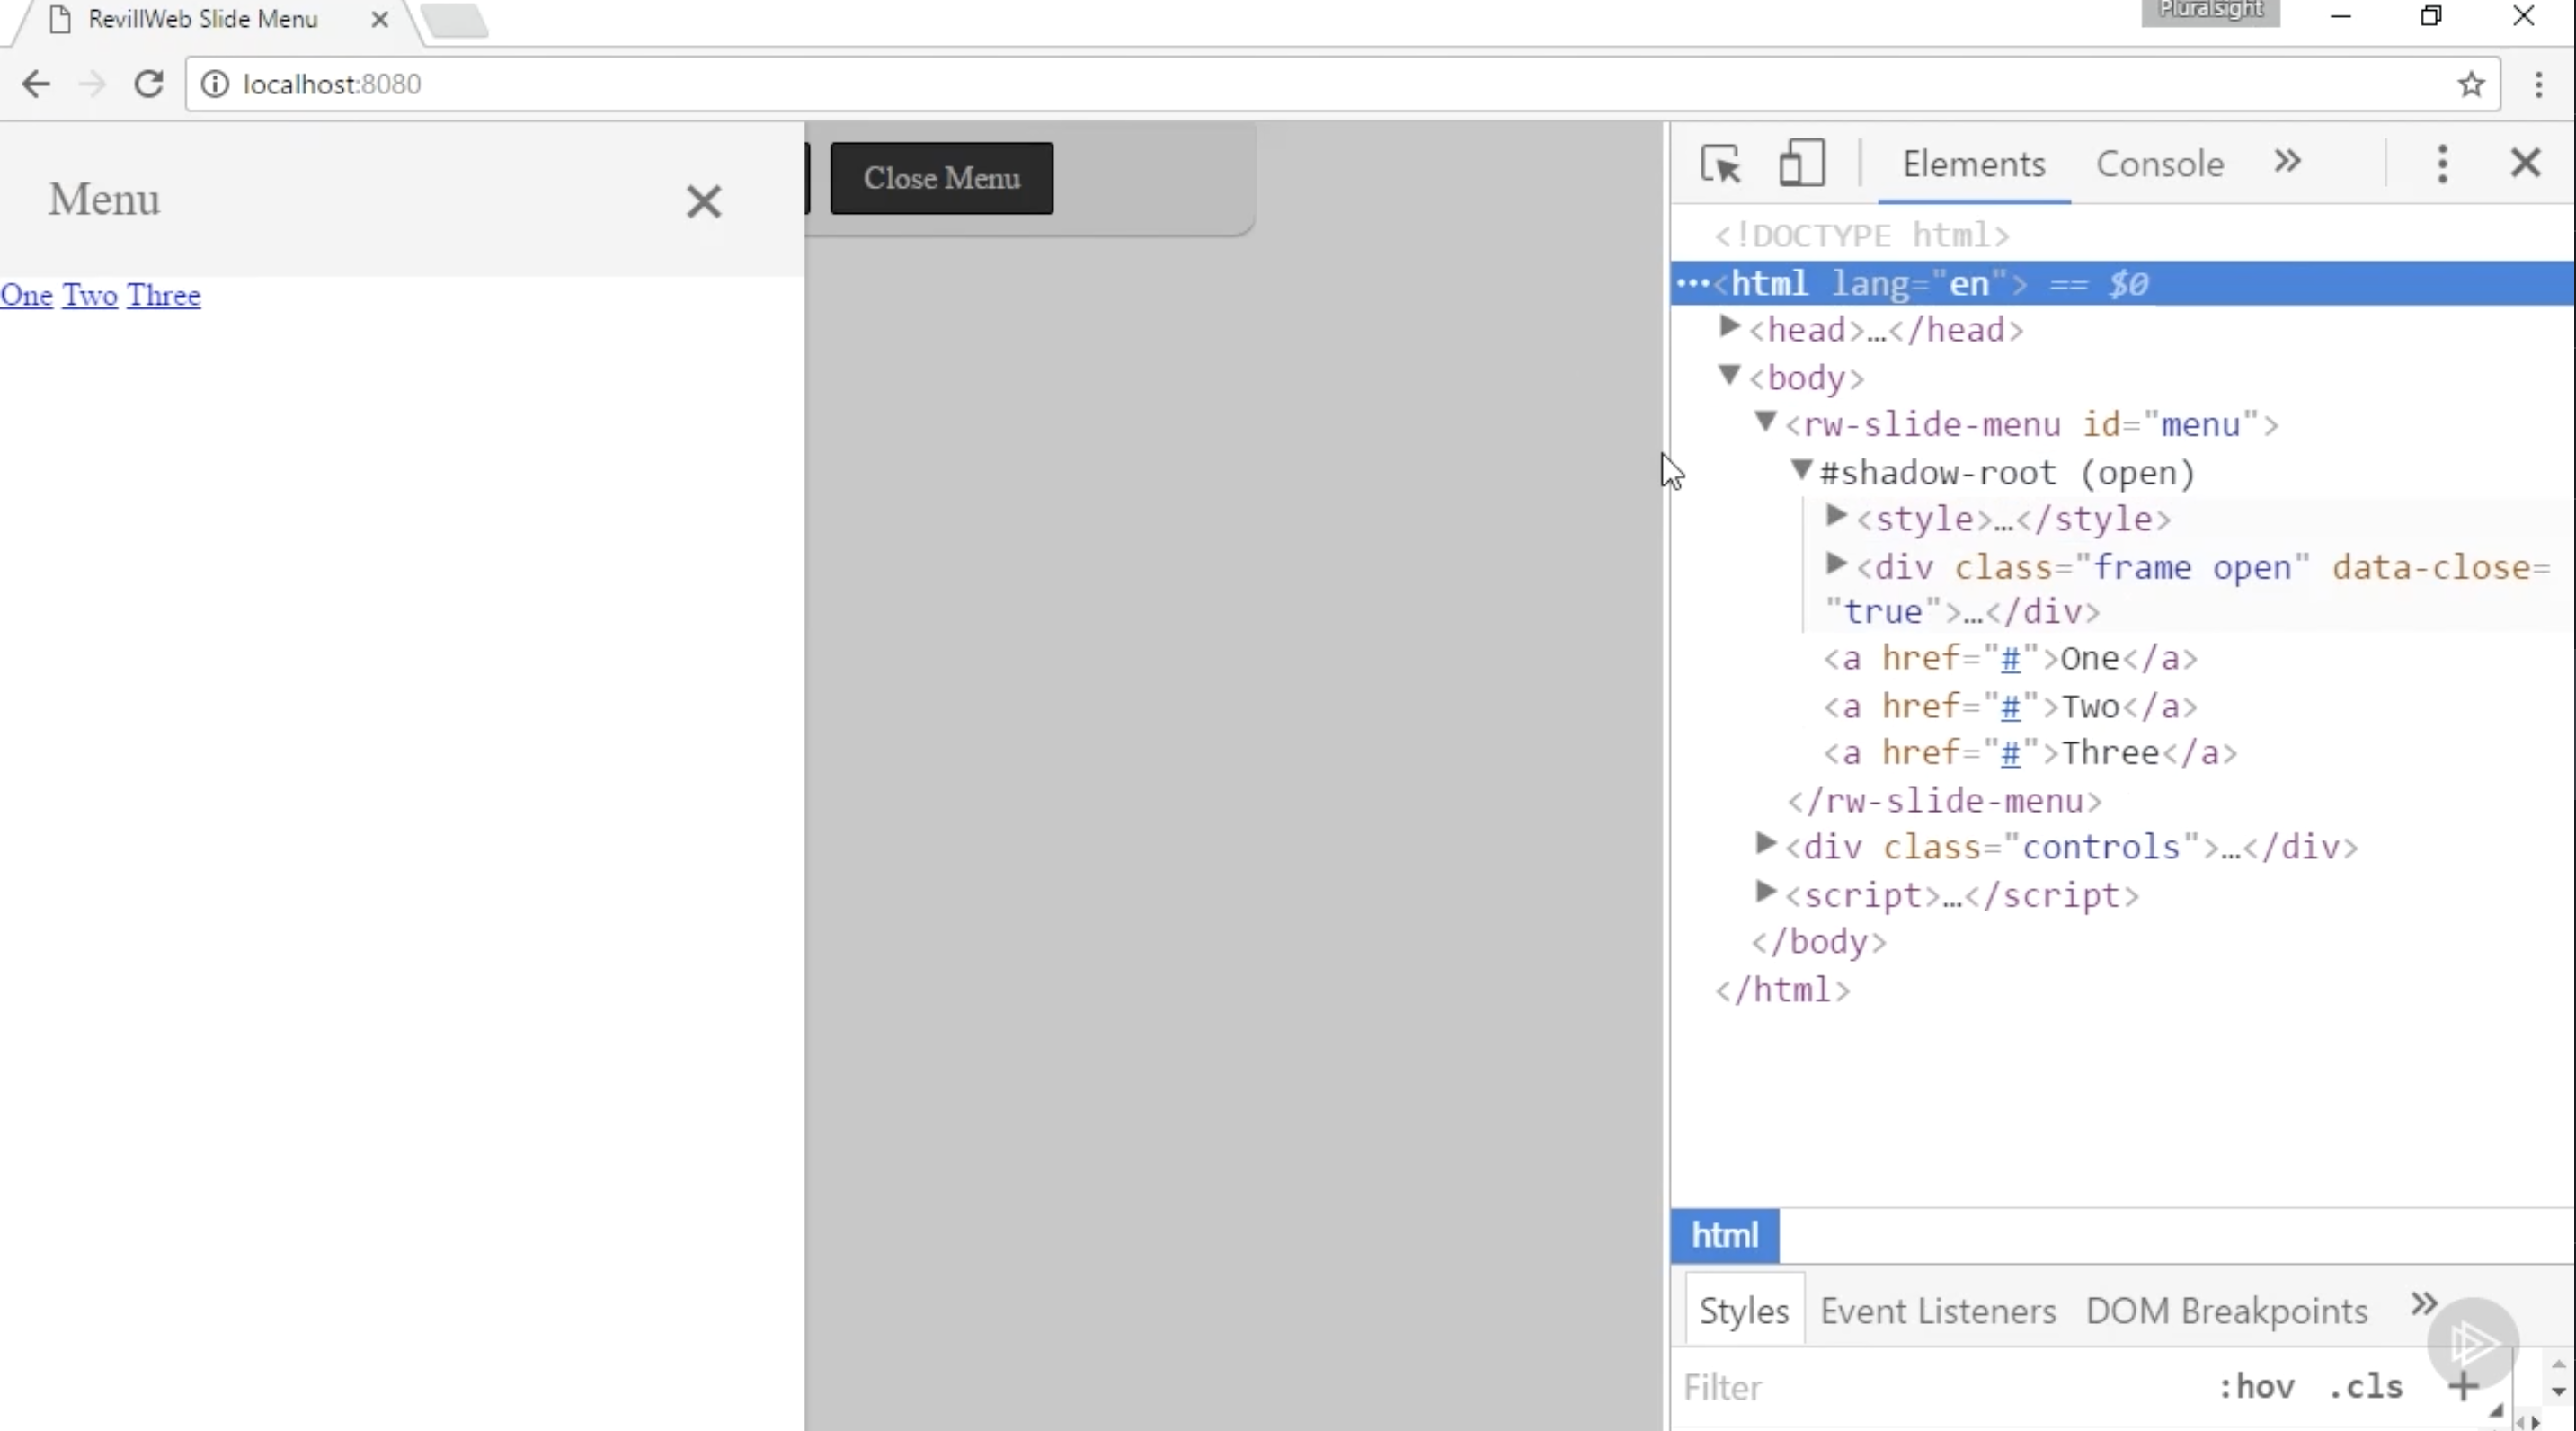 RevillWeb Slide Menu
Pluralsight
localhost:8080
Menu
Close Menu
One Two Three
Elements Console »
<!DOCTYPE html>
…<html lang="en"> == $0
<head>…</head>
<body>
<rw-slide-menu id="menu">
#shadow-root (open)
<style>…</style>
<div class="frame open" data-close=
"true">…</div>
<a href="#">One</a>
<a href="#">Two</a>
<a href="#">Three</a>
</rw-slide-menu>
<div class="controls">…</div>
<script>…</script>
</body>
</html>
html
Styles Event Listeners DOM Breakpoints »
Filter :hov .cls +